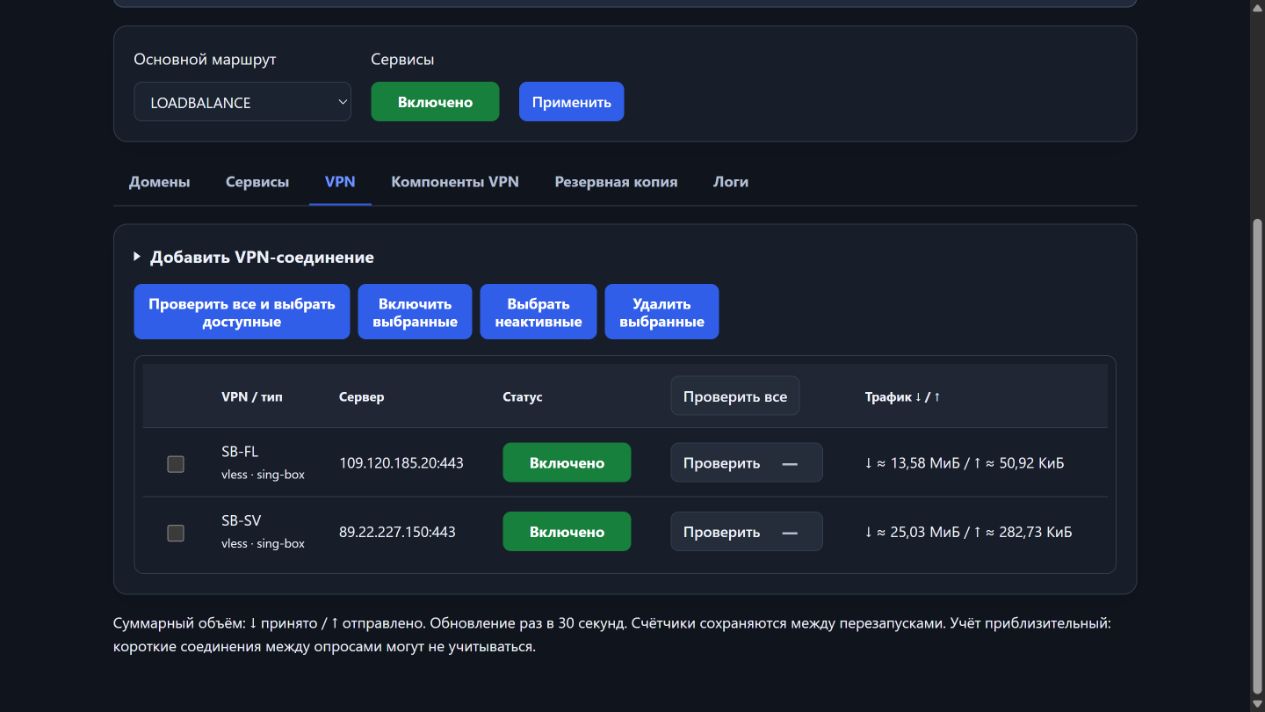 Основной маршрут
Сервисы
LOADBALANCE
Включено
Применить
Домены
Сервисы
VPN
Компоненты VPN
Резервная копия
Логи
Добавить VPN-соединение
Проверить все и выбрать
доступные
Включить
выбранные
Выбрать
неактивные
Удалить
выбранные
VPN / тип
Сервер
Статус
Проверить все
Трафик ↓ / ↑
SB-FL
vless · sing-box
109.120.185.20:443
Включено
Проверить —
↓ ≈ 13,58 МиБ / ↑ ≈ 50,92 КиБ
SB-SV
vless · sing-box
89.22.227.150:443
Включено
Проверить —
↓ ≈ 25,03 МиБ / ↑ ≈ 282,73 КиБ
Суммарный объём: ↓ принято / ↑ отправлено. Обновление раз в 30 секунд. Счётчики сохраняются между перезапусками. Учёт приблизительный:
короткие соединения между опросами могут не учитываться.